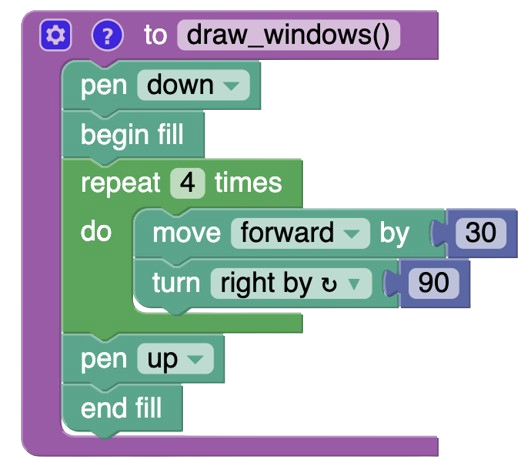 ? to draw_windows()
pen down
begin fill
repeat 4 times
do move forward by 30
turn right by ↻ 90
pen up
end fill